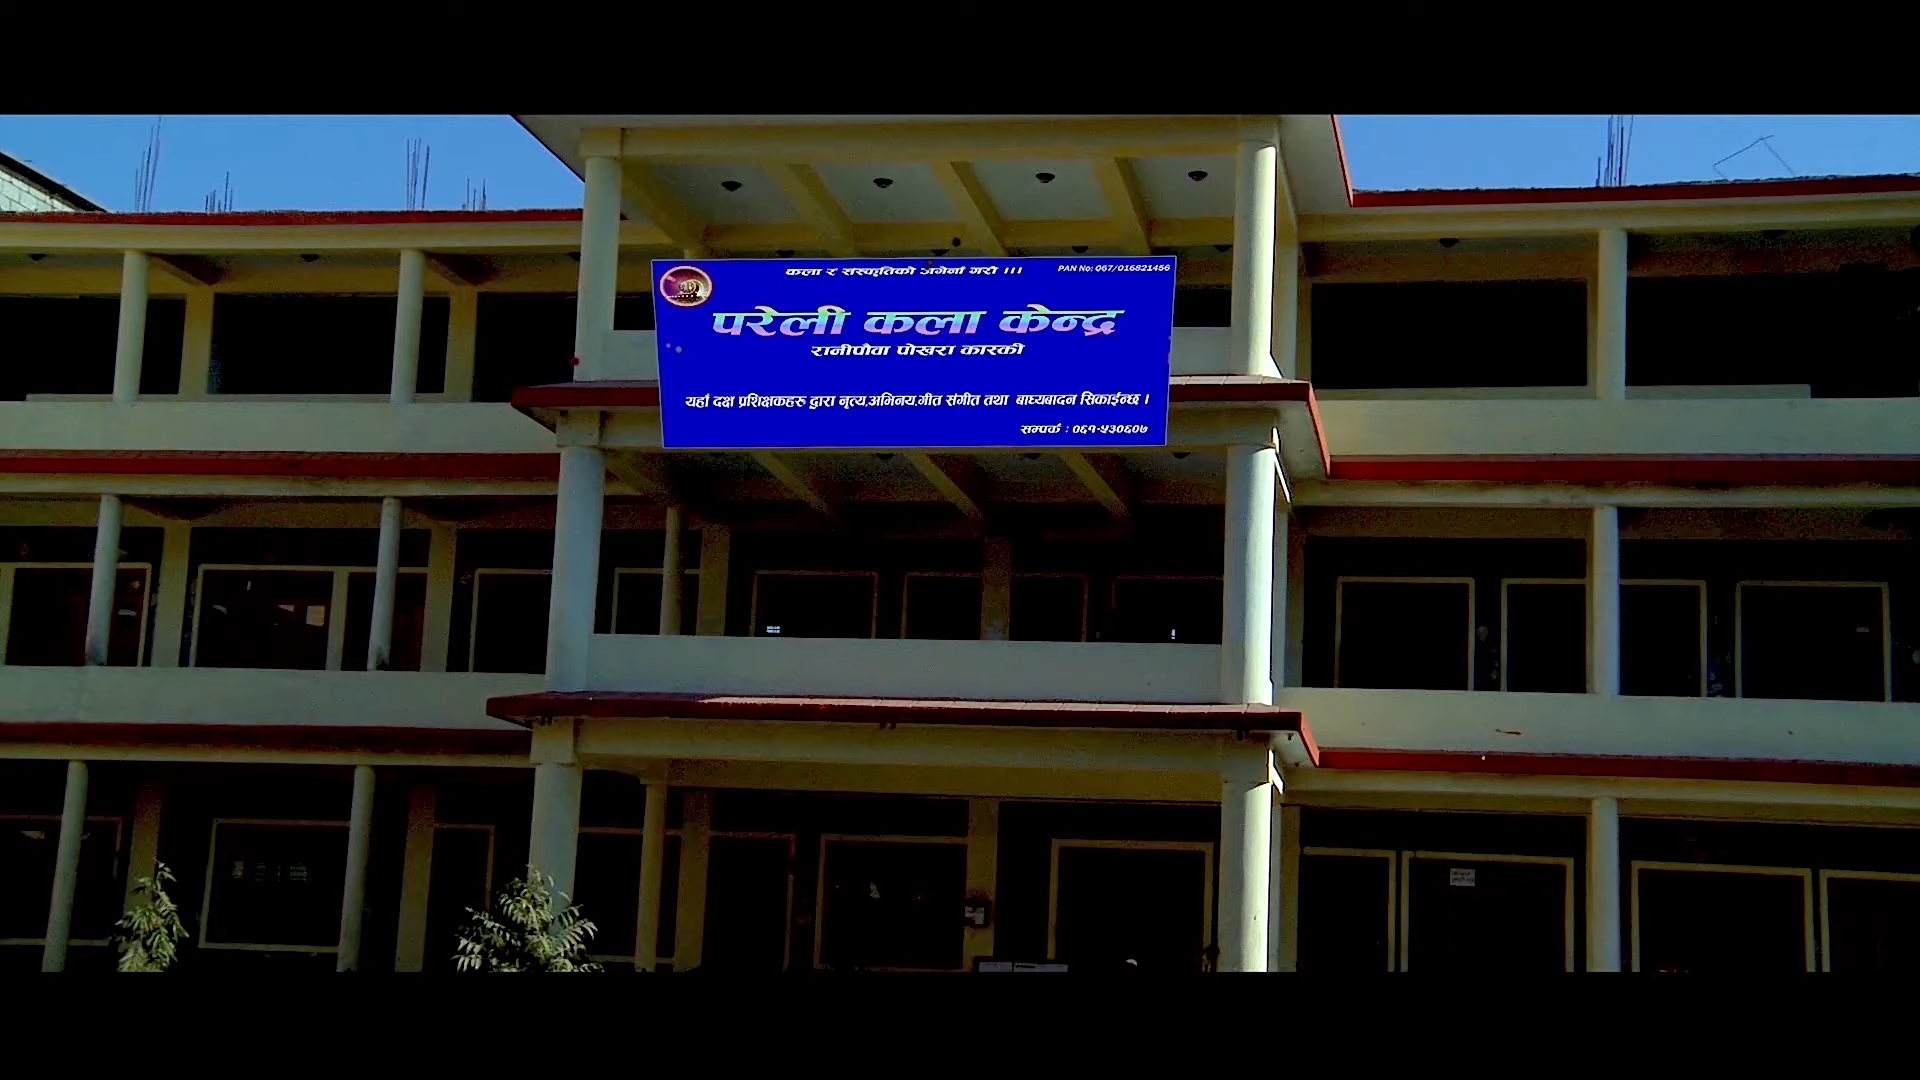 कला र संस्कृतिको जगेर्ना गरौं ।।।
PAN No: 067/016821456
परेली कला केन्द्र
रानीपौवा पोखरा कास्की
यहाँ दक्ष प्रशिक्षकहरु द्वारा नृत्य,अभिनय,गीत संगीत तथा बाध्यबादन सिकाईन्छ ।
सम्पर्क : ०६१-५३०६०७